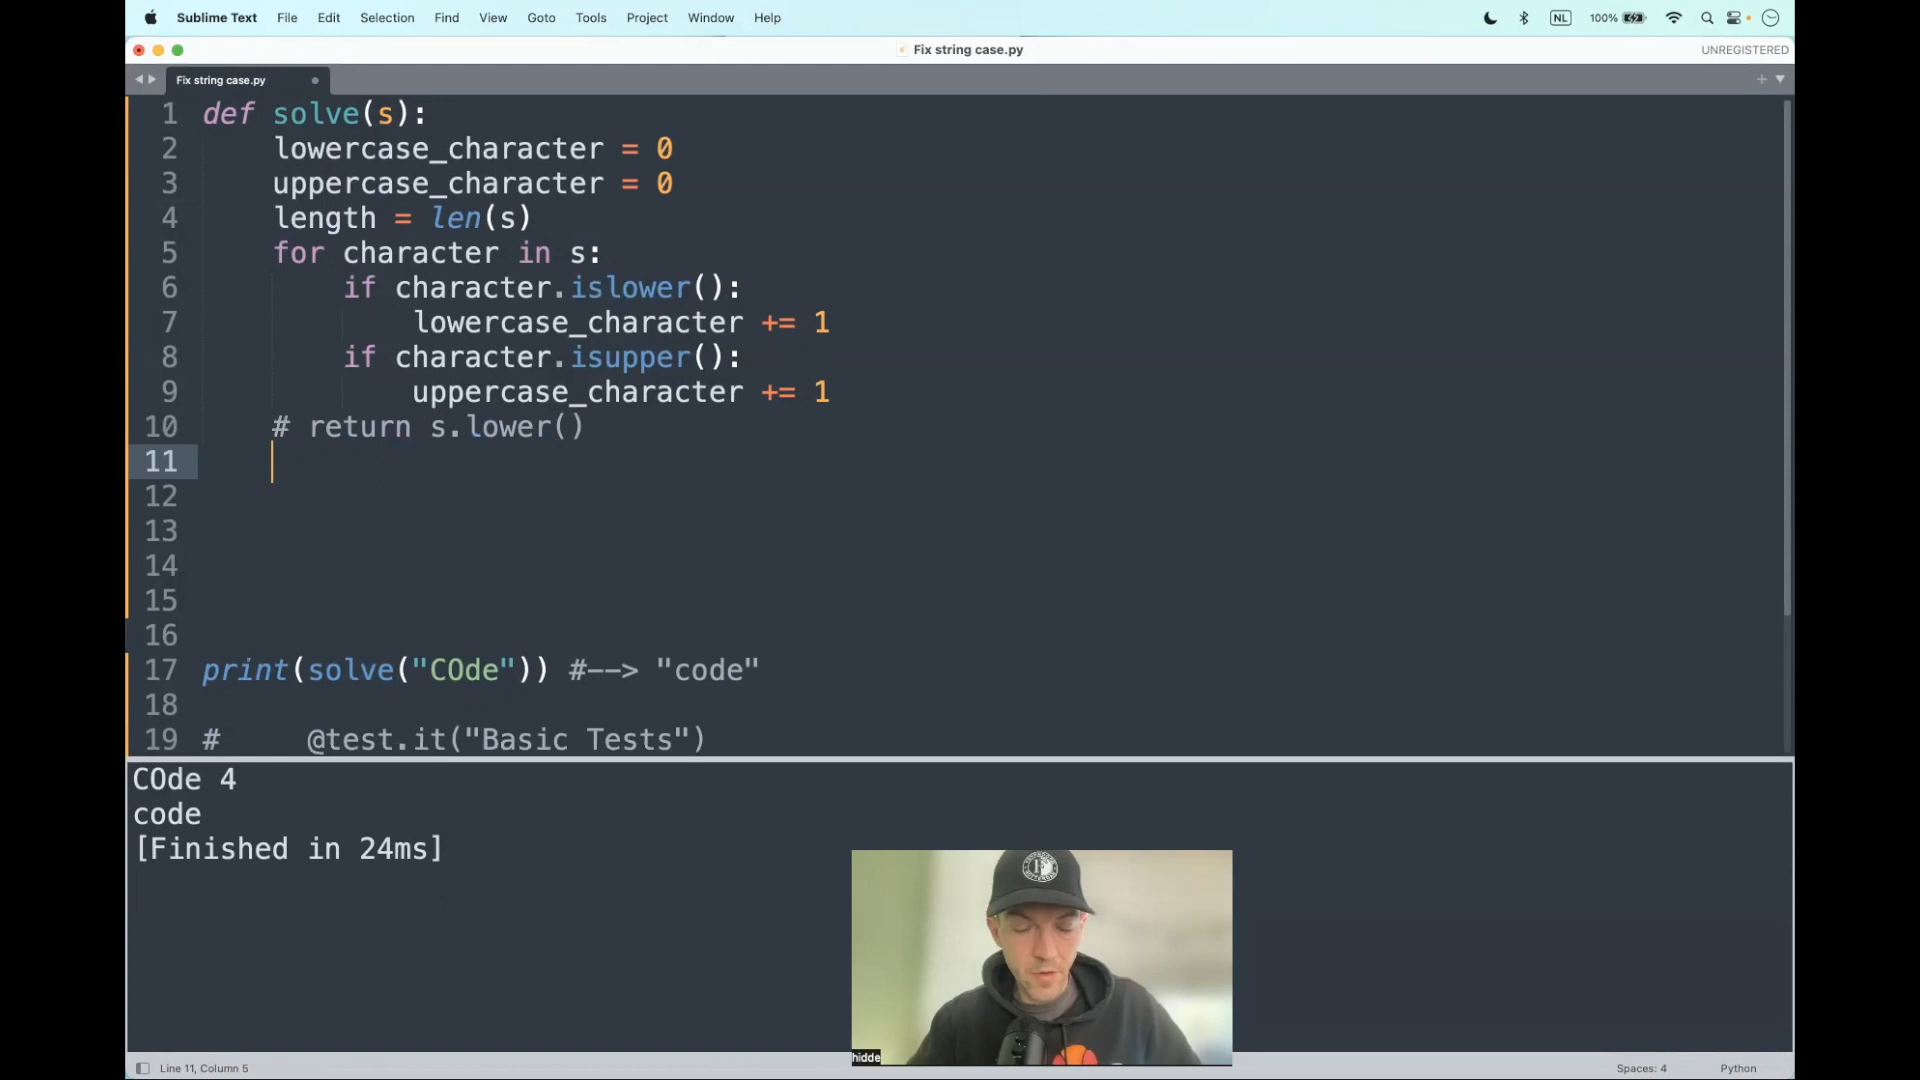 Sublime Text File Edit Selection Find View Goto Tools Project Window Help NL 100%
Fix string case.py UNREGISTERED
Fix string case.py
1 def solve(s):
2 lowercase_character = 0
3 uppercase_character = 0
4 length = len(s)
5 for character in s:
6 if character.islower():
7 lowercase_character += 1
8 if character.isupper():
9 uppercase_character += 1
10 # return s.lower()
11
12
13
14
15
16
17 print(solve("COde")) #--> "code"
18
19 # @test.it("Basic Tests")
COde 4
code
[Finished in 24ms]
hidde
Line 11, Column 5 Spaces: 4 Python